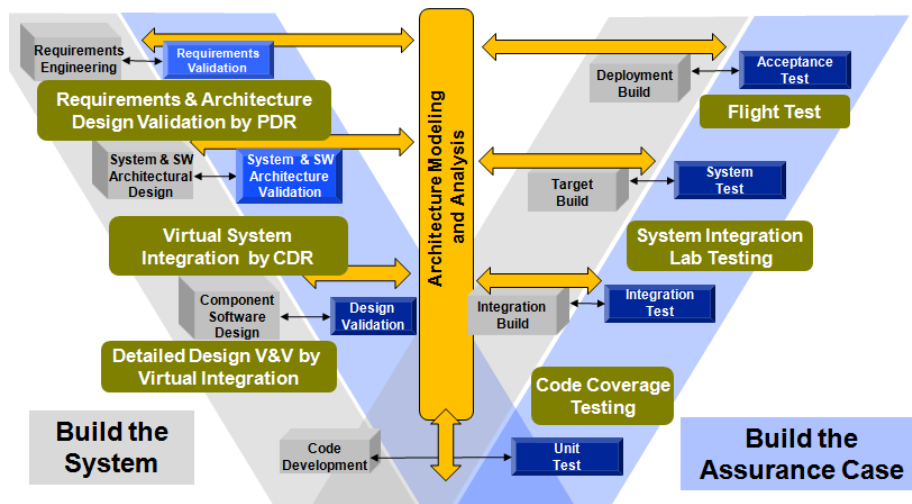 Requirements
Engineering
Requirements
Validation
Requirements & Architecture
Design Validation by PDR
System & SW
Architectural
Design
System & SW
Architecture
Validation
Virtual System
Integration by CDR
Component
Software
Design
Design
Validation
Detailed Design V&V by
Virtual Integration
Build the
System
Code
Development
Architecture Modeling
and Analysis
Deployment
Build
Acceptance
Test
Flight Test
Target
Build
System
Test
System Integration
Lab Testing
Integration
Build
Integration
Test
Code Coverage
Testing
Unit
Test
Build the
Assurance Case